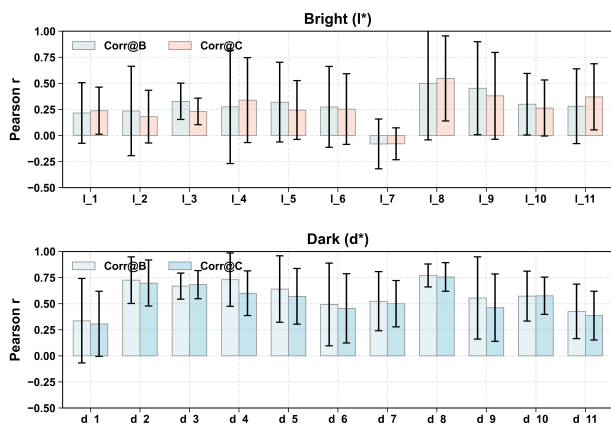 Bright (l*)
Corr@B Corr@C
Pearson r
1.00
0.75
0.50
0.25
0.00
−0.25
−0.50
l_1 l_2 l_3 l_4 l_5 l_6 l_7 l_8 l_9 l_10 l_11
Dark (d*)
Corr@B Corr@C
Pearson r
1.00
0.75
0.50
0.25
0.00
−0.25
−0.50
d_1 d_2 d_3 d_4 d_5 d_6 d_7 d_8 d_9 d_10 d_11